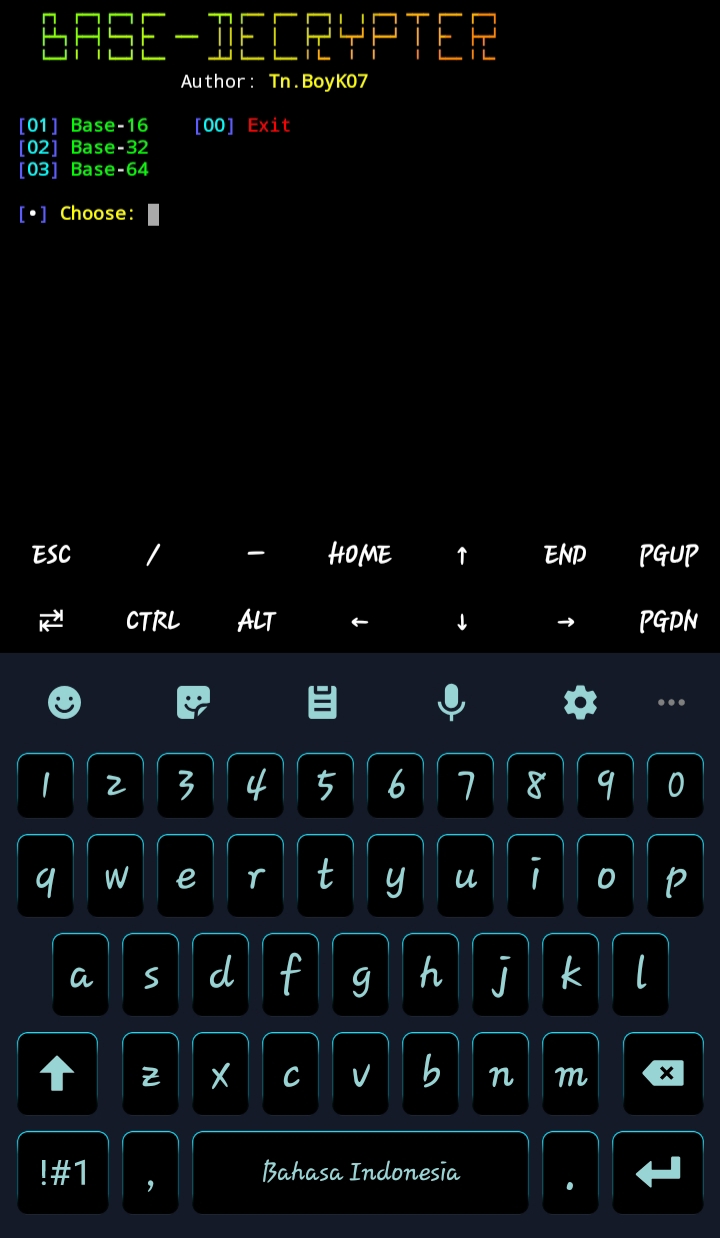 BASE-DECRYPTER
Author: Tn.BoyK07
[01] Base-16 [00] Exit
[02] Base-32
[03] Base-64
[•] Choose:
ESC / — HOME ↑ END PGUP
⇄ CTRL ALT ← ↓ → PGDN
1 2 3 4 5 6 7 8 9 0
q w e r t y u i o p
a s d f g h j k l
z x c v b n m
!#1 , Bahasa Indonesia .